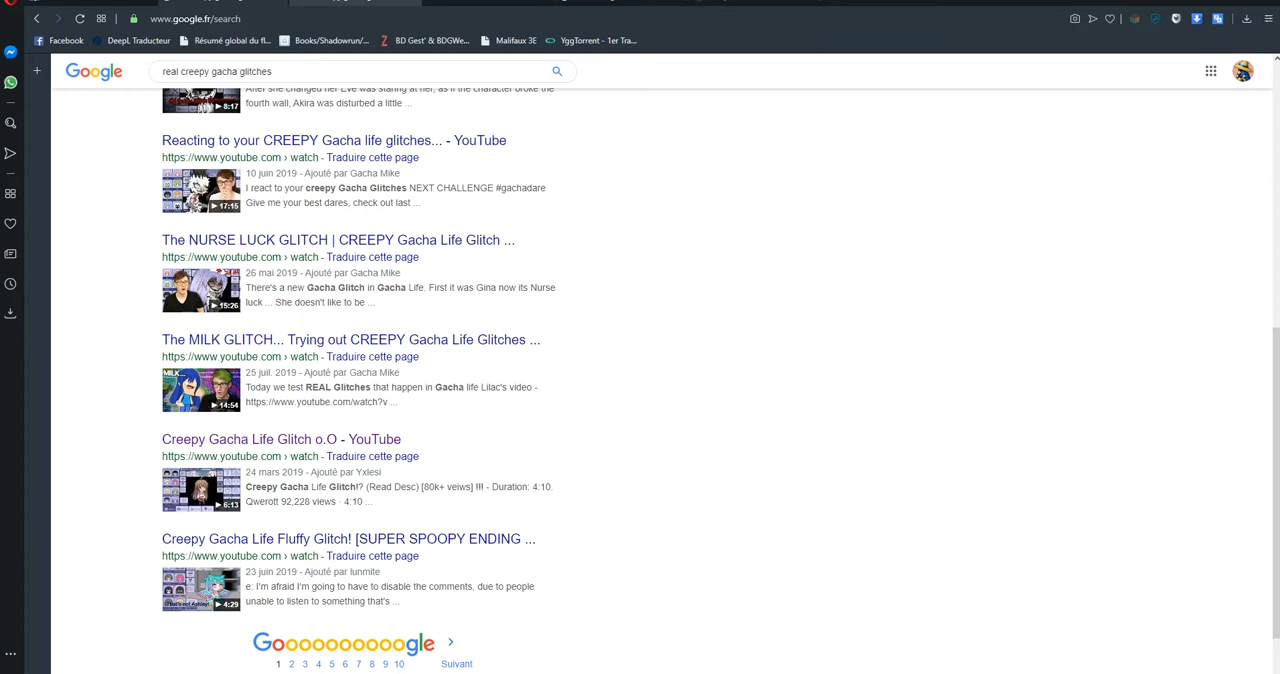 www.google.fr/search
Facebook
DeepL Traducteur
Résumé global du fl...
Books/Shadowrun/...
BD Gest' & BDGWe...
Malifaux 3E
YggTorrent - 1er Tra...
Google
real creepy gacha glitches
After she changed her Eve was staring at her, as if the character broke the
fourth wall, Akira was disturbed a little ...
8:17
Reacting to your CREEPY Gacha life glitches... - YouTube
https://www.youtube.com › watch - Traduire cette page
10 juin 2019 - Ajouté par Gacha Mike
I react to your creepy Gacha Glitches NEXT CHALLENGE #gachadare
Give me your best dares, check out last ...
17:15
The NURSE LUCK GLITCH | CREEPY Gacha Life Glitch ...
https://www.youtube.com › watch - Traduire cette page
26 mai 2019 - Ajouté par Gacha Mike
There's a new Gacha Glitch in Gacha Life. First it was Gina now its Nurse
luck ... She doesn't like to be ...
15:26
The MILK GLITCH... Trying out CREEPY Gacha Life Glitches ...
https://www.youtube.com › watch - Traduire cette page
25 juil. 2019 - Ajouté par Gacha Mike
MILK
Today we test REAL Glitches that happen in Gacha life Lilac's video -
https://www.youtube.com/watch?v ...
14:54
Creepy Gacha Life Glitch o.O - YouTube
https://www.youtube.com › watch - Traduire cette page
24 mars 2019 - Ajouté par Yxlesi
Creepy Gacha Life Glitch!? (Read Desc) [80k+ veiws] !!! - Duration: 4:10.
Qwerott 92,228 views · 4:10 ...
6:13
Creepy Gacha Life Fluffy Glitch! [SUPER SPOOPY ENDING ...
https://www.youtube.com › watch - Traduire cette page
23 juin 2019 - Ajouté par lunmite
e: I'm afraid I'm going to have to disable the comments, due to people
unable to listen to something that's ...
That's not Ashley!
4:29
Goooooooooogle
1 2 3 4 5 6 7 8 9 10 Suivant